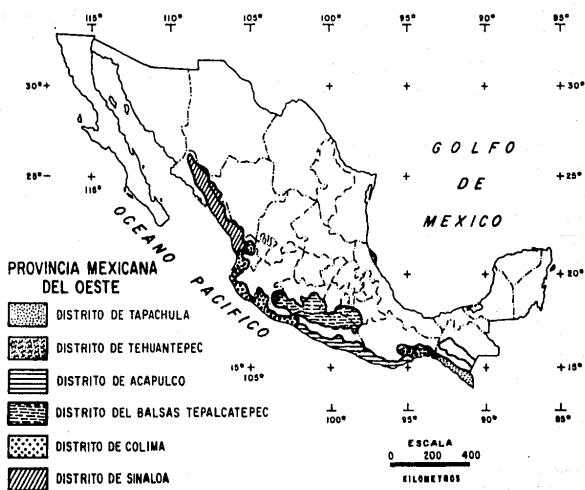 115° 110° 105° 100° 95° 90° 85°
30° 30°
GOLFO
DE
MEXICO
25° 115° 25°
OCEANO PACIFICO
20° 20°
PROVINCIA MEXICANA
DEL OESTE
DISTRITO DE TAPACHULA
DISTRITO DE TEHUANTEPEC
DISTRITO DE ACAPULCO
DISTRITO DEL BALSAS TEPALCATEPEC
DISTRITO DE COLIMA
DISTRITO DE SINALOA
15° 105° 15°
100° 95° 90° 85°
ESCALA
0 200 400
KILOMETROS